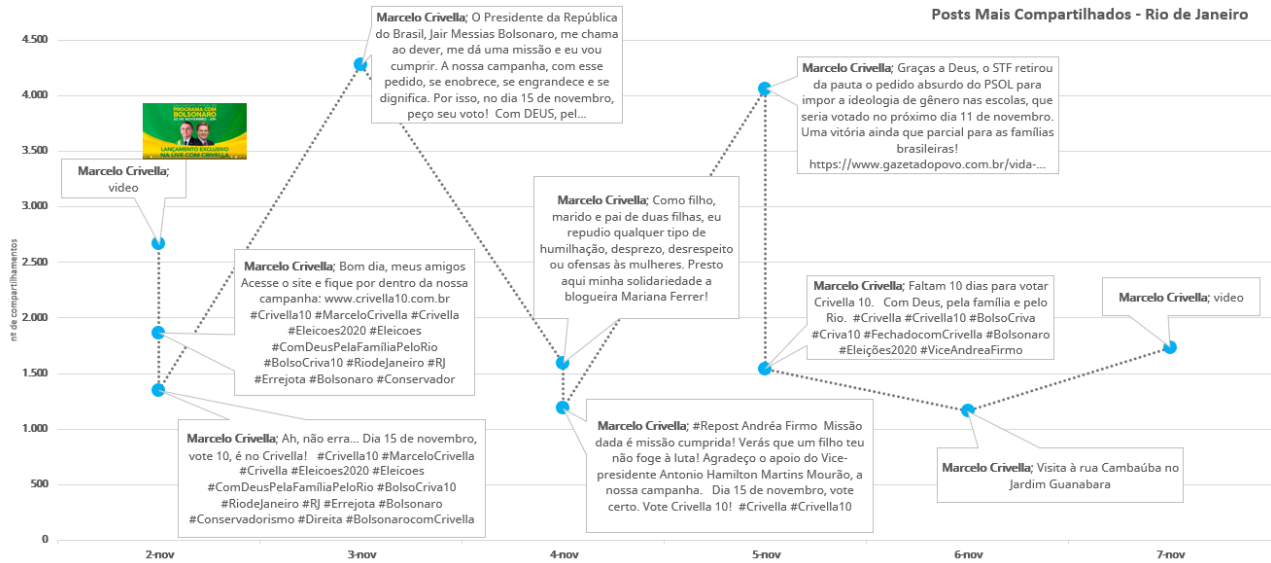 Posts Mais Compartilhados - Rio de Janeiro
nº de compartilhamentos
4.500
4.000
3.500
3.000
2.500
2.000
1.500
1.000
500
0
PROGRAMA COM
BOLSONARO
LANÇAMENTO EXCLUSIVO
NA LIVE COM CRIVELLA
Marcelo Crivella;
video
Marcelo Crivella; Bom dia, meus amigos
Acesse o site e fique por dentro da nossa
campanha: www.crivella10.com.br
#Crivella10 #MarceloCrivella #Crivella
#Eleicoes2020 #Eleicoes
#ComDeusPelaFamíliaPeloRio
#BolsoCriva10 #RiodeJaneiro #RJ
#Errejota #Bolsonaro #Conservador
Marcelo Crivella; Ah, não erra... Dia 15 de novembro,
vote 10, é no Crivella! #Crivella10 #MarceloCrivella
#Crivella #Eleicoes2020 #Eleicoes
#ComDeusPelaFamíliaPeloRio #BolsoCriva10
#RiodeJaneiro #RJ #Errejota #Bolsonaro
#Conservadorismo #Direita #BolsonarocomCrivella
Marcelo Crivella; O Presidente da República
do Brasil, Jair Messias Bolsonaro, me chama
ao dever, me dá uma missão e eu vou
cumprir. A nossa campanha, com esse
pedido, se enobrece, se engrandece e se
dignifica. Por isso, no dia 15 de novembro,
peço seu voto! Com DEUS, pel...
Marcelo Crivella; Como filho,
marido e pai de duas filhas, eu
repudio qualquer tipo de
humilhação, desprezo, desrespeito
ou ofensas às mulheres. Presto
aqui minha solidariedade a
blogueira Mariana Ferrer!
Marcelo Crivella; #Repost Andréa Firmo Missão
dada é missão cumprida! Verás que um filho teu
não foge à luta! Agradeço o apoio do Vice-
presidente Antonio Hamilton Martins Mourão, a
nossa campanha. Dia 15 de novembro, vote
certo. Vote Crivella 10! #Crivella #Crivella10
Marcelo Crivella; Graças a Deus, o STF retirou
da pauta o pedido absurdo do PSOL para
impor a ideologia de gênero nas escolas, que
seria votado no próximo dia 11 de novembro.
Uma vitória ainda que parcial para as famílias
brasileiras!
https://www.gazetadopovo.com.br/vida-...
Marcelo Crivella; Faltam 10 dias para votar
Crivella 10. Com Deus, pela família e pelo
Rio. #Crivella #Crivella10 #BolsoCriva
#Criva10 #FechadocomCrivella #Bolsonaro
#Eleições2020 #ViceAndreaFirmo
Marcelo Crivella; Visita à rua Cambaúba no
Jardim Guanabara
Marcelo Crivella; video
2-nov
3-nov
4-nov
5-nov
6-nov
7-nov